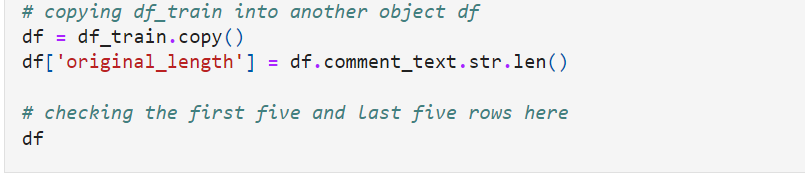 # copying df_train into another object df
df = df_train.copy()
df['original_length'] = df.comment_text.str.len()
# checking the first five and last five rows here
df